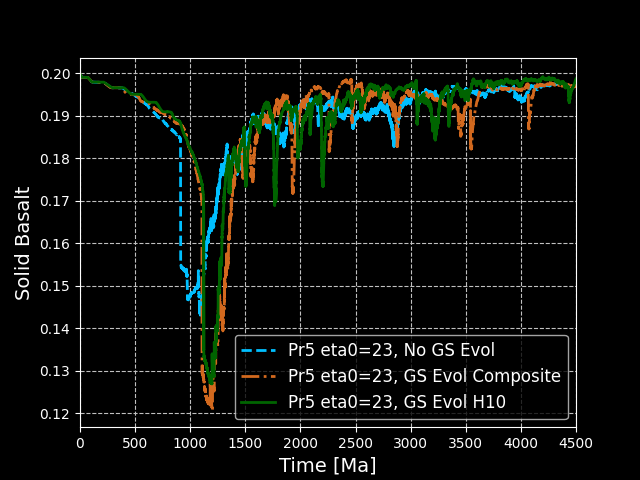 0.20
0.19
0.18
0.17
0.16
0.15
0.14
0.13
0.12
Solid Basalt
Pr5 eta0=23, No GS Evol
Pr5 eta0=23, GS Evol Composite
Pr5 eta0=23, GS Evol H10
0 500 1000 1500 2000 2500 3000 3500 4000 4500
Time [Ma]